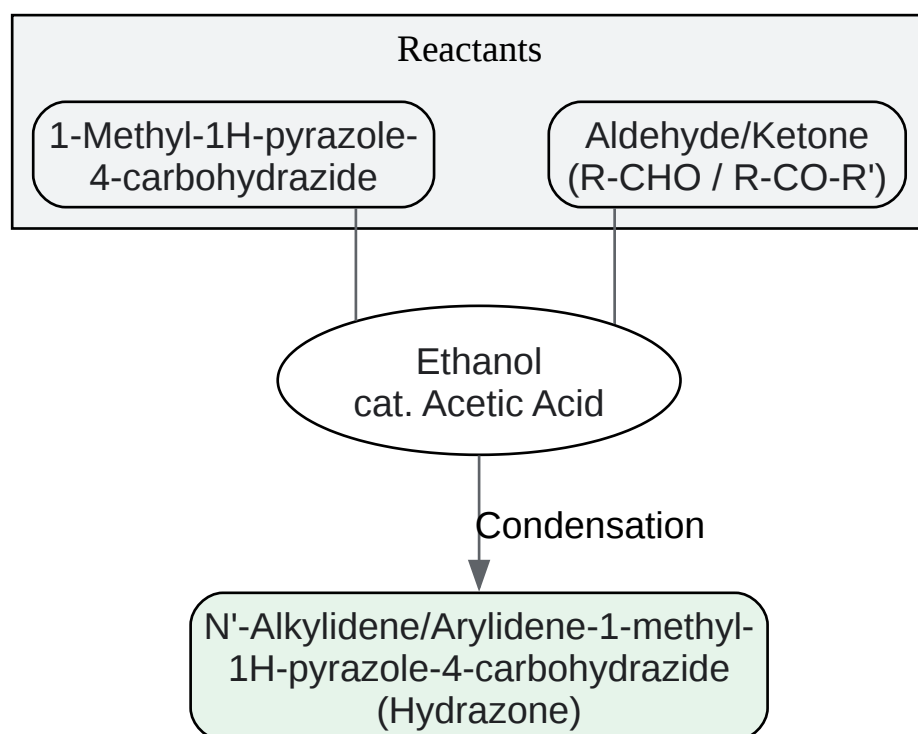 Reactants
1-Methyl-1H-pyrazole-
4-carbohydrazide
Aldehyde/Ketone
(R-CHO / R-CO-R')
Ethanol
cat. Acetic Acid
Condensation
N'-Alkylidene/Arylidene-1-methyl-
1H-pyrazole-4-carbohydrazide
(Hydrazone)